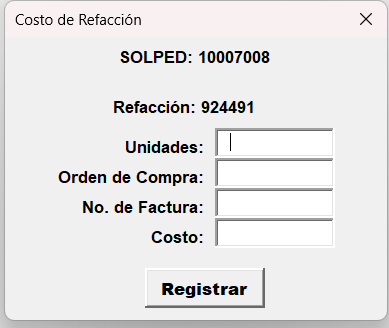 Costo de Refacción
SOLPED: 10007008
Refacción: 924491
Unidades:
Orden de Compra:
No. de Factura:
Costo:
Registrar